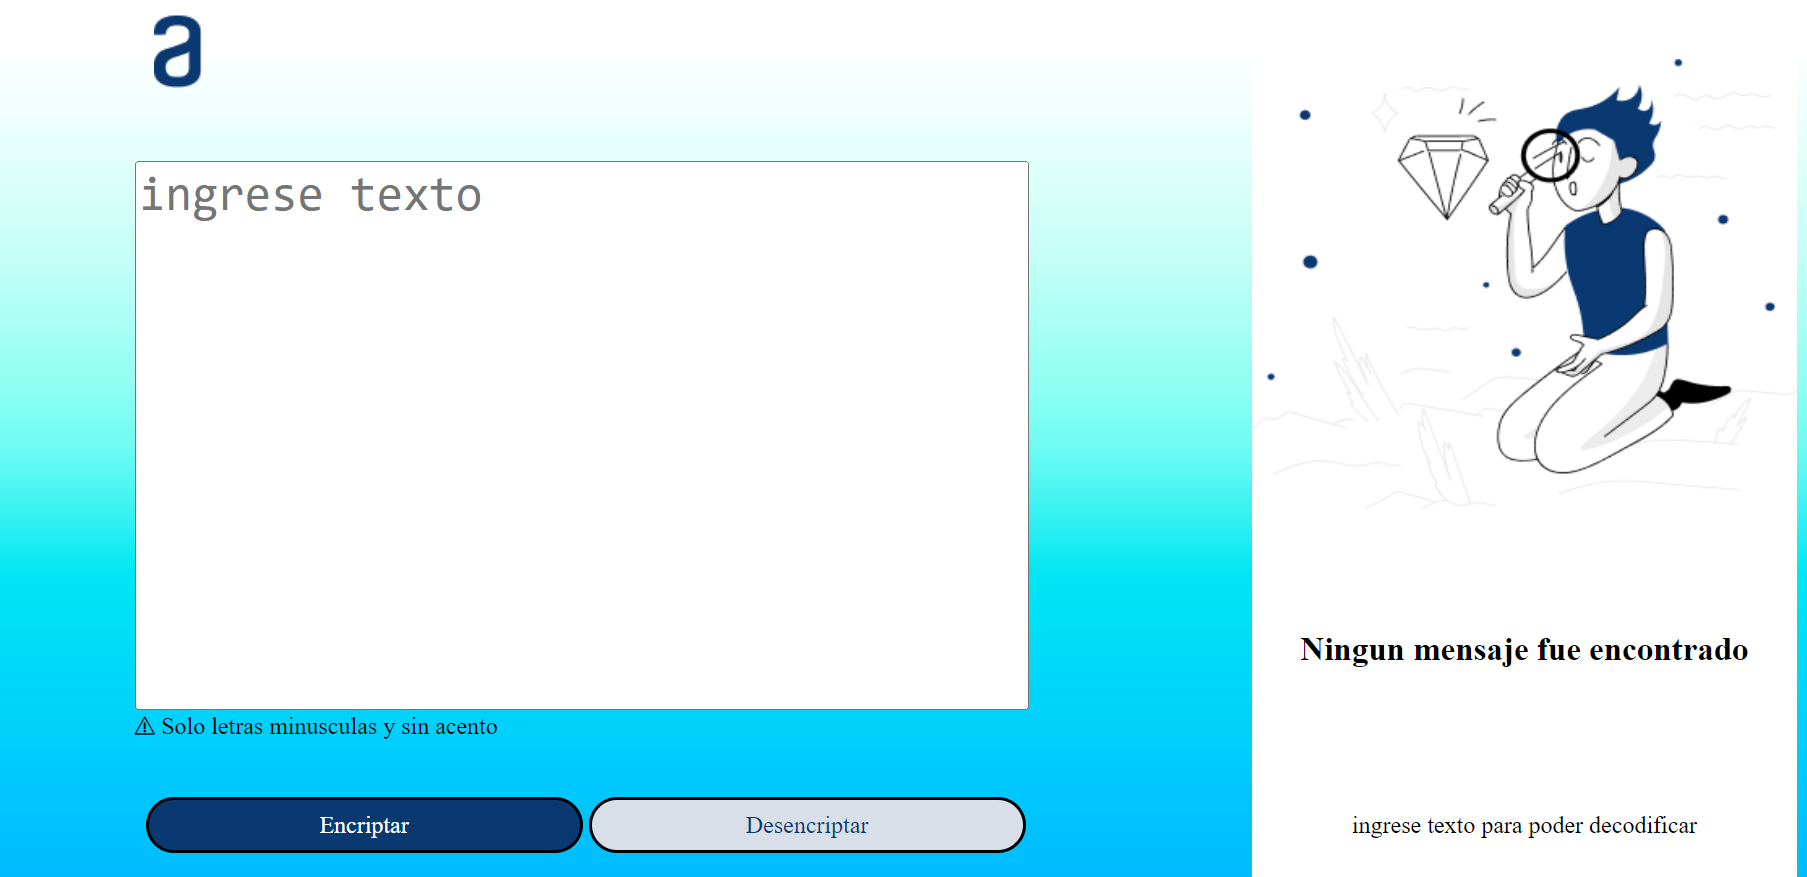 a
ingrese texto
⚠ Solo letras minusculas y sin acento
Encriptar
Desencriptar
Ningun mensaje fue encontrado
ingrese texto para poder decodificar